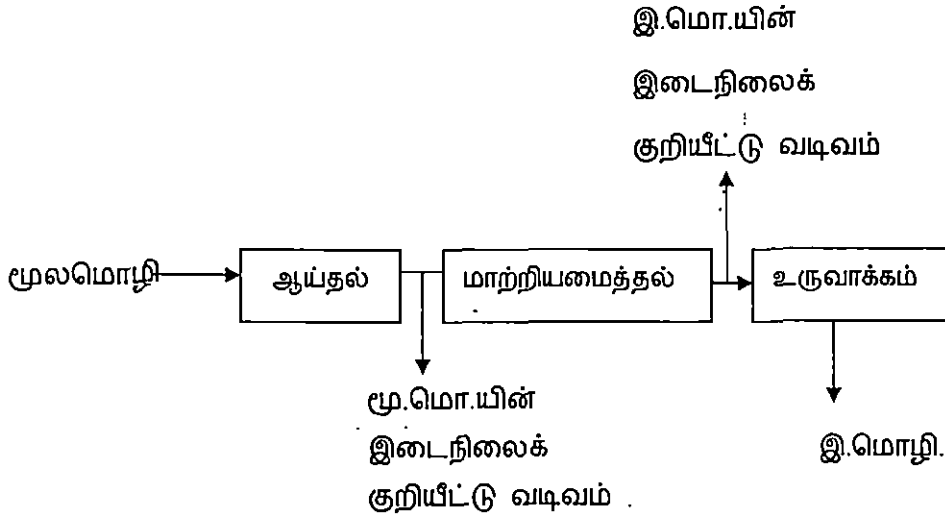 இ.மொ.யின்
இடைநிலைக்
குறியீட்டு வடிவம்
மூலமொழி
ஆய்தல்
மாற்றியமைத்தல்
உருவாக்கம்
மூ.மொ.யின்
இடைநிலைக்
குறியீட்டு வடிவம்
இ.மொழி.